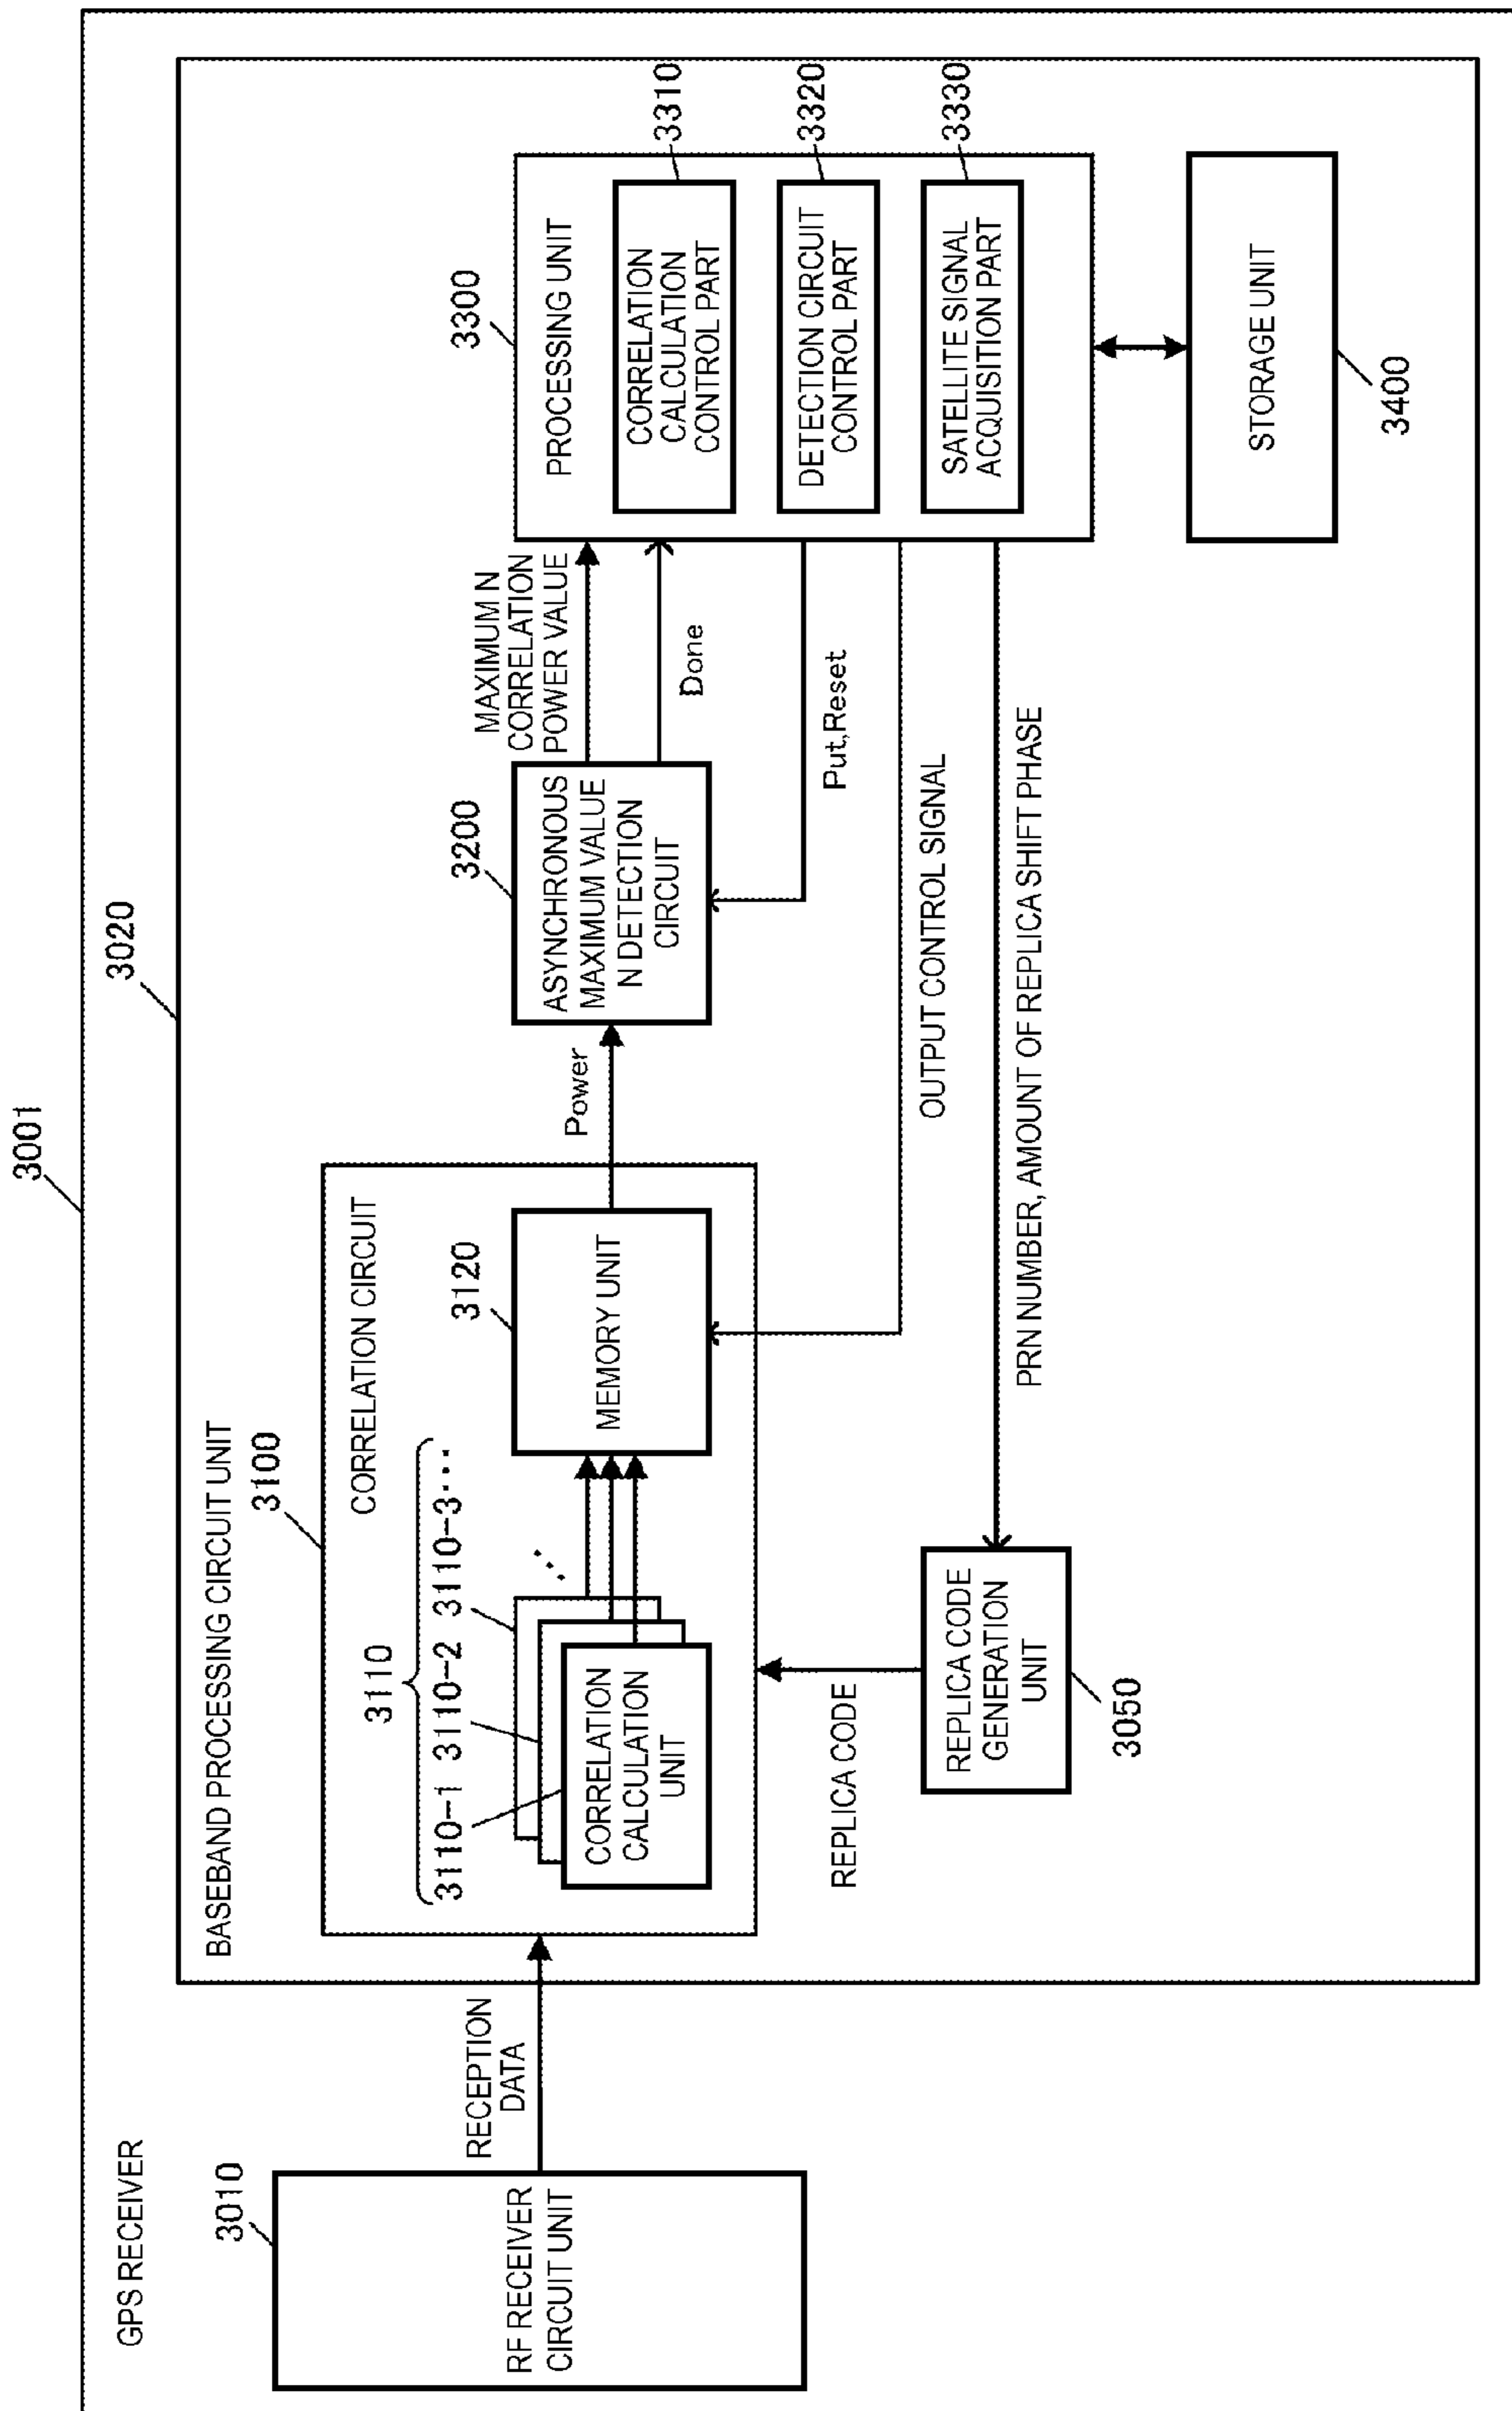 3001
GPS RECEIVER
3020
3010
RF RECEIVER
CIRCUIT UNIT
RECEPTION
DATA
BASEBAND PROCESSING CIRCUIT UNIT
3100
CORRELATION CIRCUIT
3110
3110-1 3110-2 3110-3 ...
CORRELATION
CALCULATION
UNIT
3120
MEMORY UNIT
Power
3200
ASYNCHRONOUS
MAXIMUM VALUE
N DETECTION
CIRCUIT
MAXIMUM N
CORRELATION
POWER VALUE
Done
Put,Reset
3300
PROCESSING UNIT
CORRELATION
CALCULATION
CONTROL PART
3310
DETECTION CIRCUIT
CONTROL PART
3320
SATELLITE SIGNAL
ACQUISITION PART
3330
OUTPUT CONTROL SIGNAL
PRN NUMBER, AMOUNT OF REPLICA SHIFT PHASE
REPLICA CODE
REPLICA CODE
GENERATION
UNIT
3050
STORAGE UNIT
3400